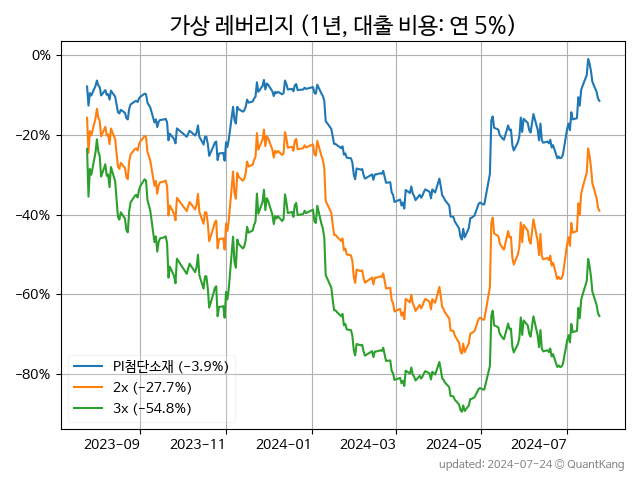 가상 레버리지 (1년, 대출 비용: 연 5%)
0%
−20%
−40%
−60%
−80%
PI첨단소재 (−3.9%)
2x (−27.7%)
3x (−54.8%)
2023−09 2023−11 2024−01 2024−03 2024−05 2024−07
updated: 2024-07-24 © QuantKang